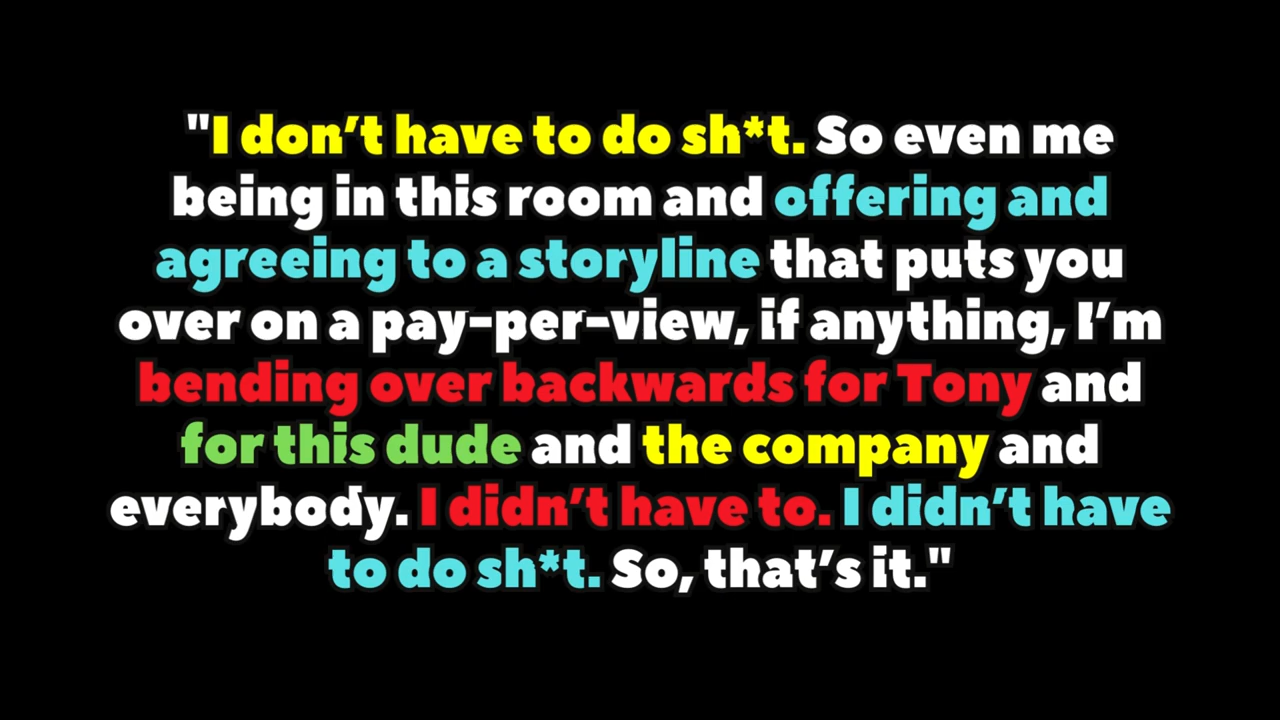 "I don’t have to do sh*t. So even me
being in this room and offering and
agreeing to a storyline that puts you
over on a pay-per-view, if anything, I’m
bending over backwards for Tony and
for this dude and the company and
everybody. I didn’t have to. I didn’t have
to do sh*t. So, that’s it."